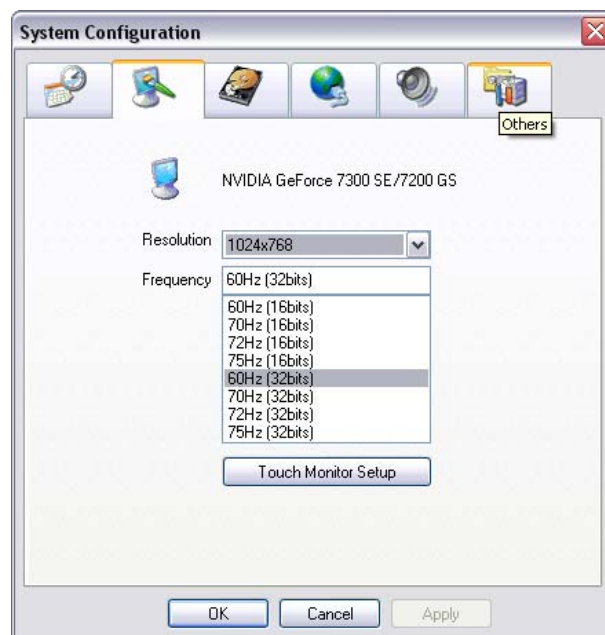 System Configuration
Others
NVIDIA GeForce 7300 SE/7200 GS
Resolution 1024x768
Frequency 60Hz (32bits)
60Hz (16bits)
70Hz (16bits)
72Hz (16bits)
75Hz (16bits)
60Hz (32bits)
70Hz (32bits)
72Hz (32bits)
75Hz (32bits)
Touch Monitor Setup
OK Cancel Apply